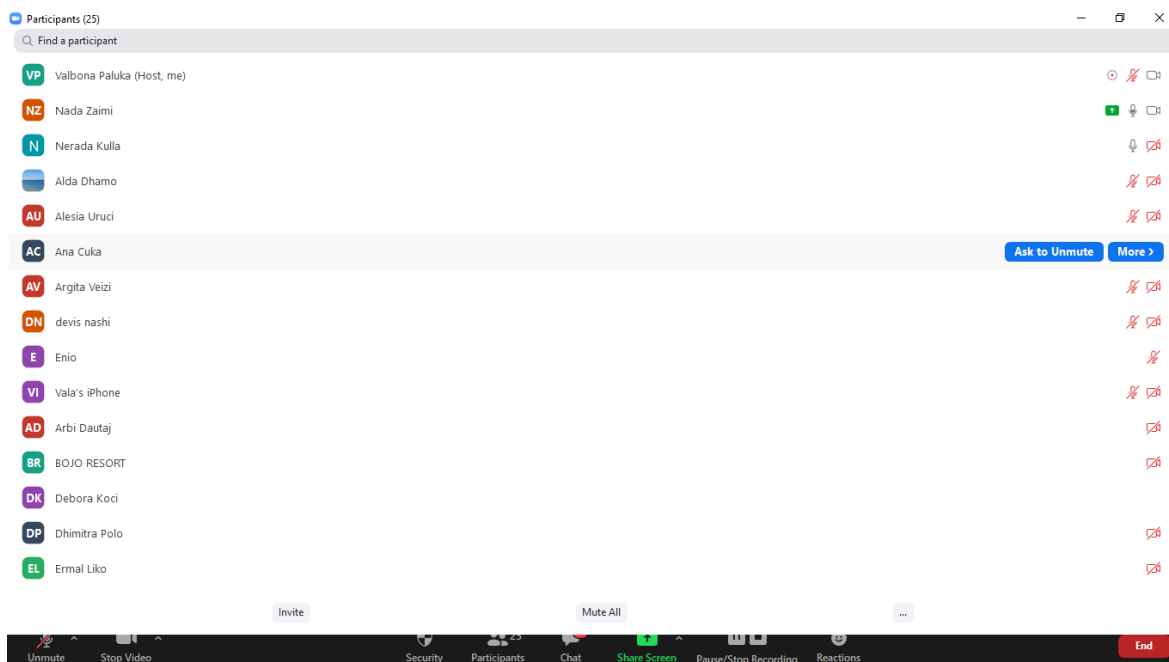 Participants (25)
Find a participant
VP Valbona Paluka (Host, me)
NZ Nada Zaimi
N Nerada Kulla
Alda Dhamo
AU Alesia Uruci
AC Ana Cuka Ask to Unmute More >
AV Argita Veizi
DN devis nashi
E Enio
VI Vala's iPhone
AD Arbi Dautaj
BR BOJO RESORT
DK Debora Koci
DP Dhimitra Polo
EL Ermal Liko
Invite Mute All ...
Unmute Stop Video Security Participants 25 Chat Share Screen Pause/Stop Recording Reactions End